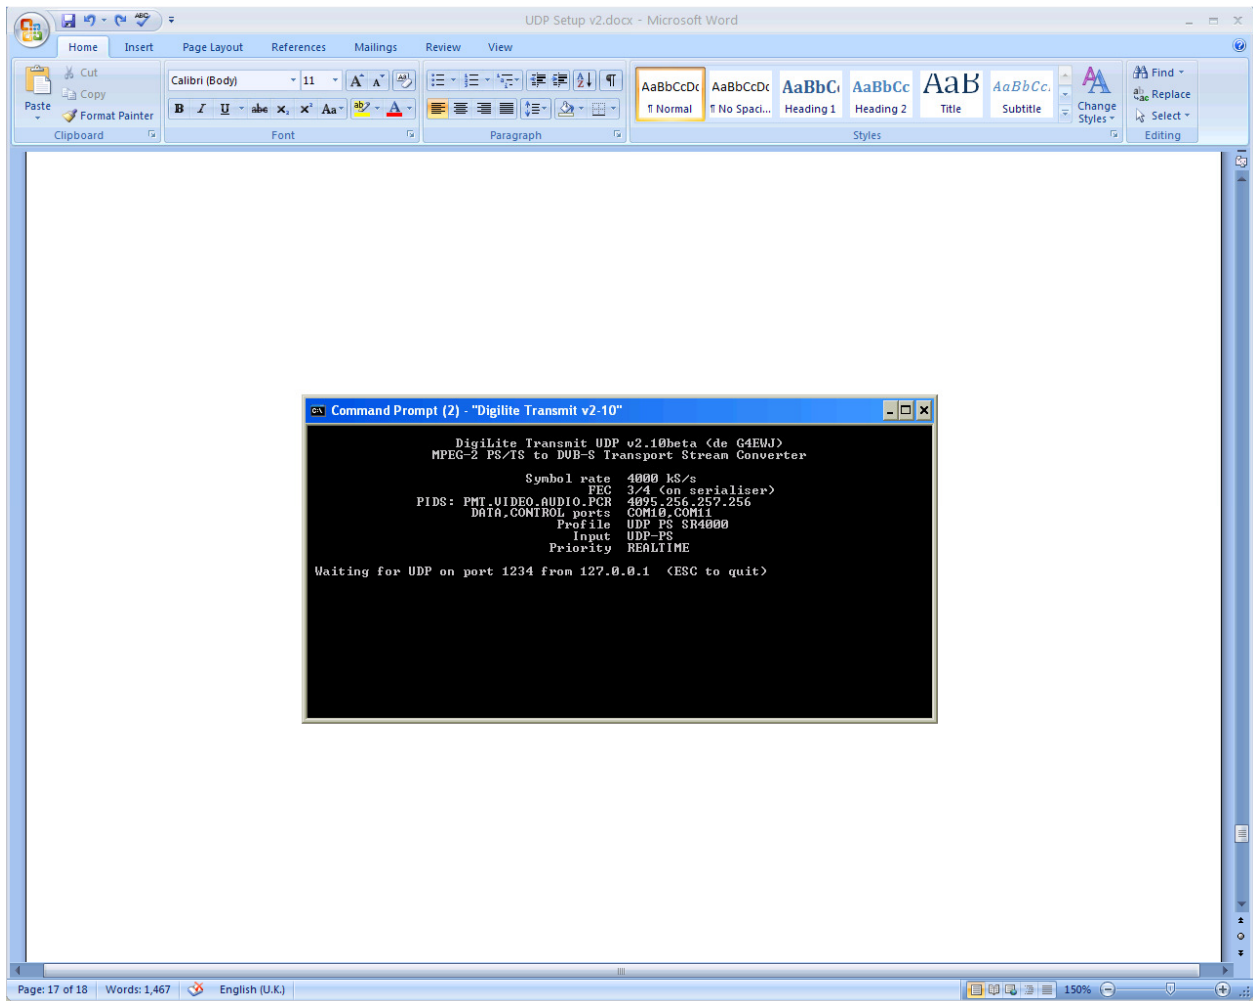 UDP Setup v2.docx - Microsoft Word
Home Insert Page Layout References Mailings Review View
Paste
Cut
Copy
Format Painter
Clipboard
Calibri (Body) 11
B I U abe x₂ x² Aa A
Font
Paragraph
AaBbCcDc AaBbCcDc AaBbC AaBbCc AaB AaBbCc.
¶ Normal ¶ No Spaci... Heading 1 Heading 2 Title Subtitle
Change
Styles
Styles
Find
Replace
Select
Editing
Command Prompt (2) - "Digilite Transmit v2-10"
DigiLite Transmit UDP v2.10beta (de G4EWJ)
MPEG-2 PS/TS to DVB-S Transport Stream Converter
Symbol rate 4000 kS/s
FEC 3/4 (on serialiser)
PIDS: PMT.VIDEO.AUDIO.PCR 4095.256.257.256
DATA,CONTROL ports COM10,COM11
Profile UDP PS SR4000
Input UDP-PS
Priority REALTIME
Waiting for UDP on port 1234 from 127.0.0.1 (ESC to quit)
Page: 17 of 18 Words: 1,467 English (U.K.) 150%